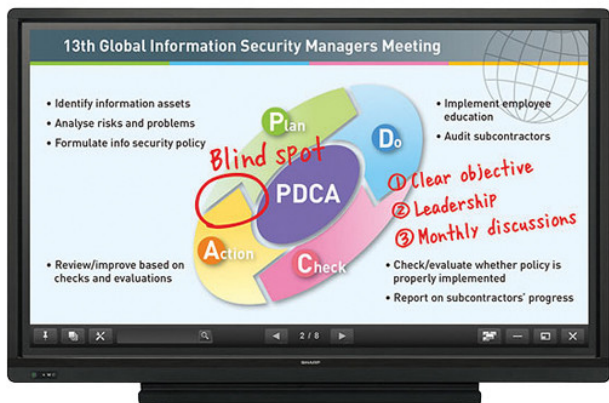 13th Global Information Security Managers Meeting
• Identify information assets
• Analyse risks and problems
• Formulate info security policy
• Implement employee
education
• Audit subcontractors
Plan
Do
Blind spot
PDCA
① Clear objective
② Leadership
③ Monthly discussions
Action
Check
• Review/improve based on
checks and evaluations
• Check/evaluate whether policy is
properly implemented
• Report on subcontractors' progress
2 / 8
SHARP